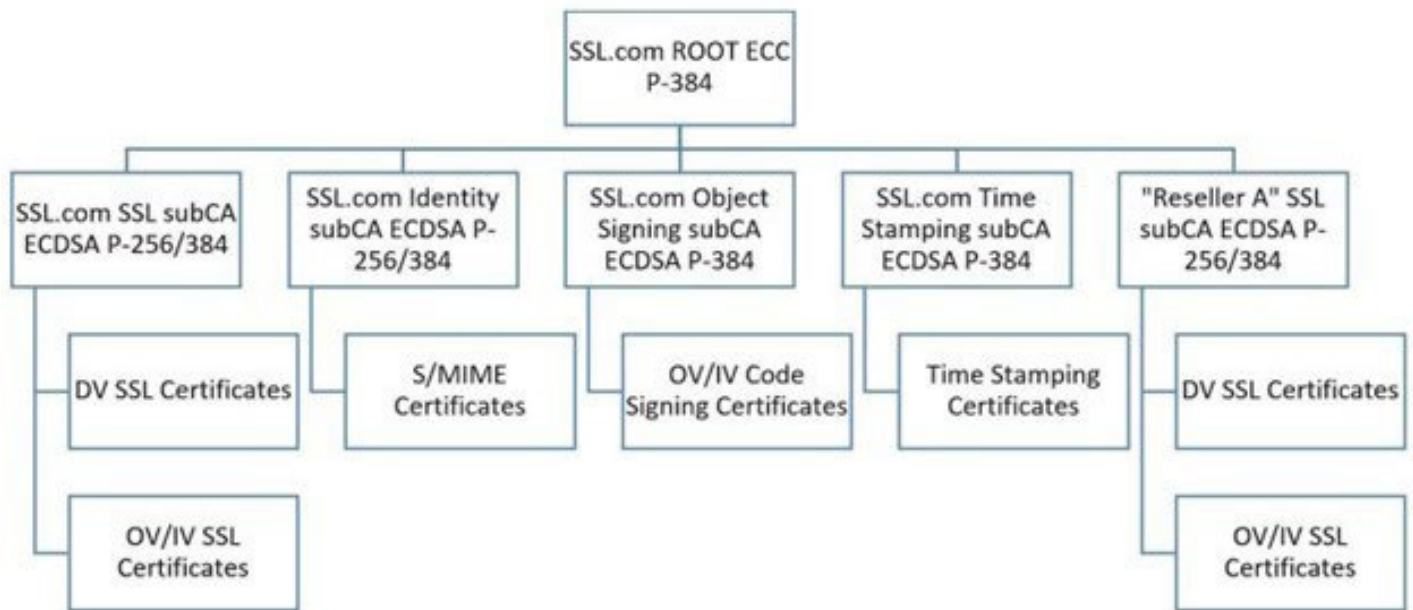 SSL.com ROOT ECC
P-384
SSL.com SSL subCA
ECDSA P-256/384
SSL.com Identity
subCA ECDSA P-
256/384
SSL.com Object
Signing subCA
ECDSA P-384
SSL.com Time
Stamping subCA
ECDSA P-384
"Reseller A" SSL
subCA ECDSA P-
256/384
DV SSL Certificates
S/MIME
Certificates
OV/IV Code
Signing Certificates
Time Stamping
Certificates
DV SSL Certificates
OV/IV SSL
Certificates
OV/IV SSL
Certificates